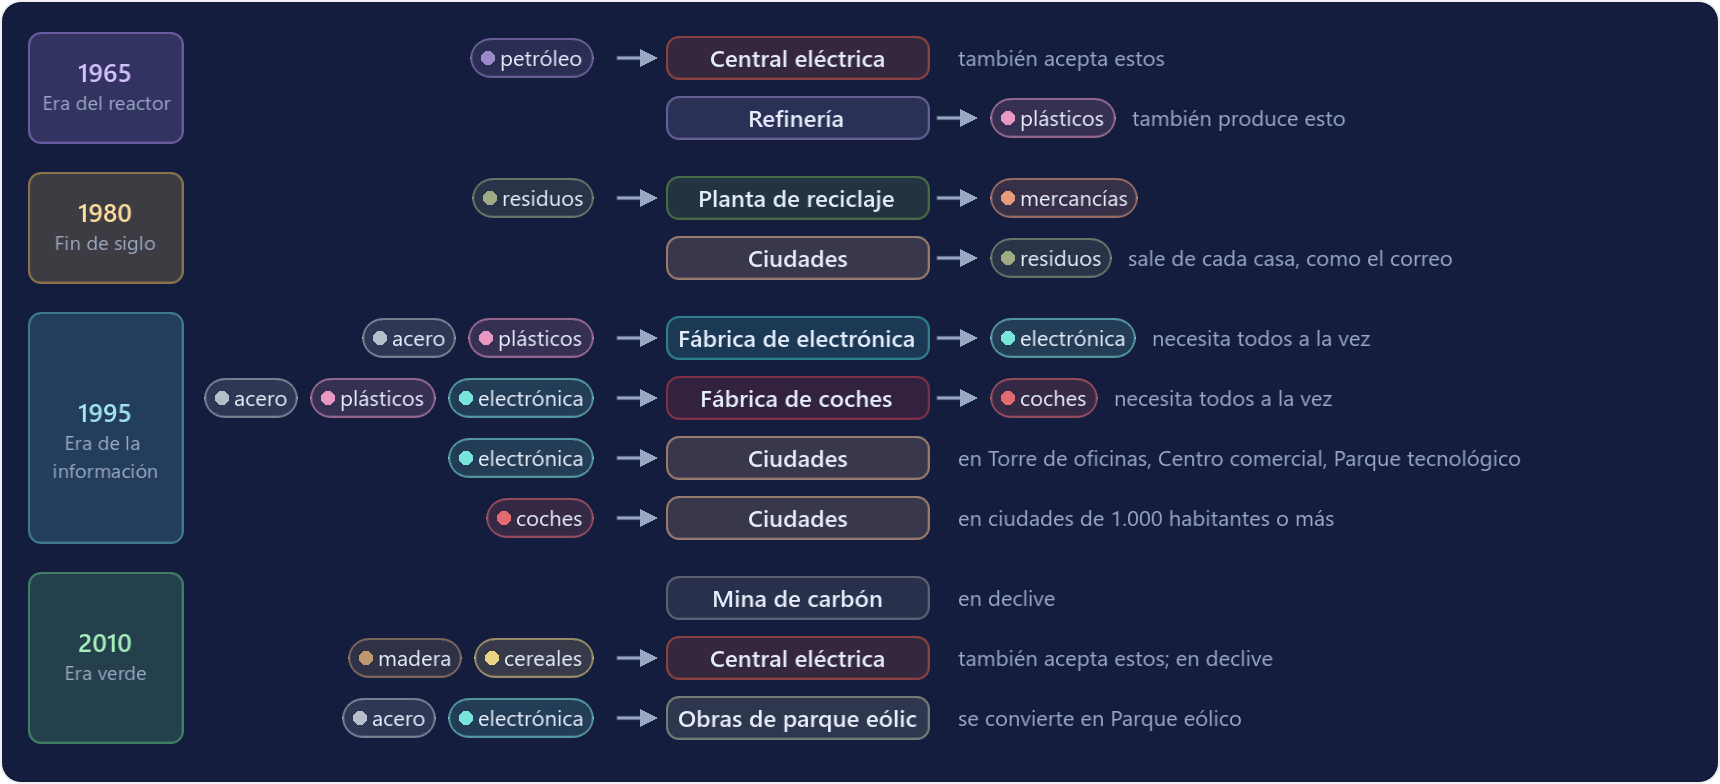 1965
Era del reactor
petróleo
Central eléctrica
también acepta estos
Refinería
plásticos
también produce esto
1980
Fin de siglo
residuos
Planta de reciclaje
mercancías
Ciudades
residuos
sale de cada casa, como el correo
1995
Era de la
información
acero
plásticos
Fábrica de electrónica
electrónica
necesita todos a la vez
acero
plásticos
electrónica
Fábrica de coches
coches
necesita todos a la vez
electrónica
Ciudades
en Torre de oficinas, Centro comercial, Parque tecnológico
coches
Ciudades
en ciudades de 1.000 habitantes o más
2010
Era verde
Mina de carbón
en declive
madera
cereales
Central eléctrica
también acepta estos; en declive
acero
electrónica
Obras de parque eólic
se convierte en Parque eólico